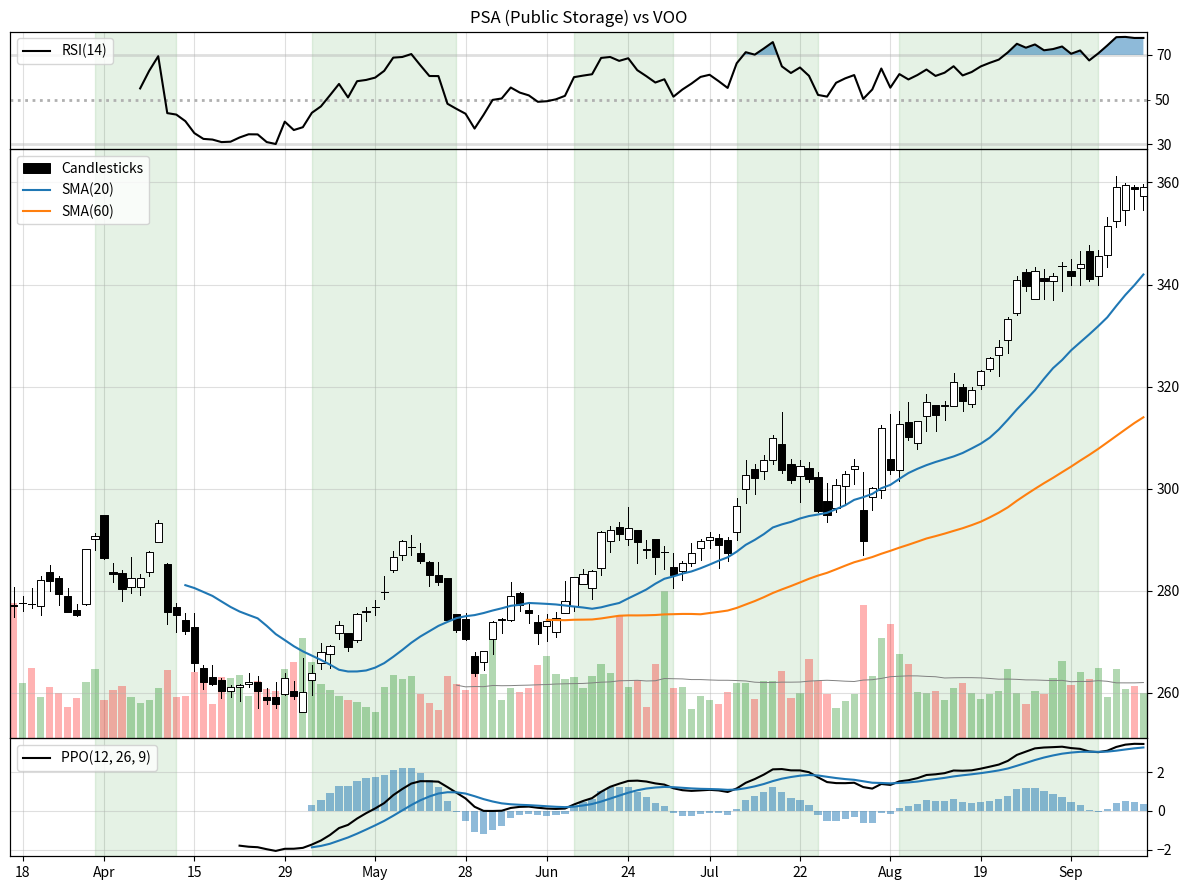 PSA (Public Storage) vs VOO
RSI(14)
70
50
30
Candlesticks
SMA(20)
SMA(60)
360
340
320
300
280
260
PPO(12, 26, 9)
2
0
−2
18 Apr 15 29 May 28 Jun 24 Jul 22 Aug 19 Sep